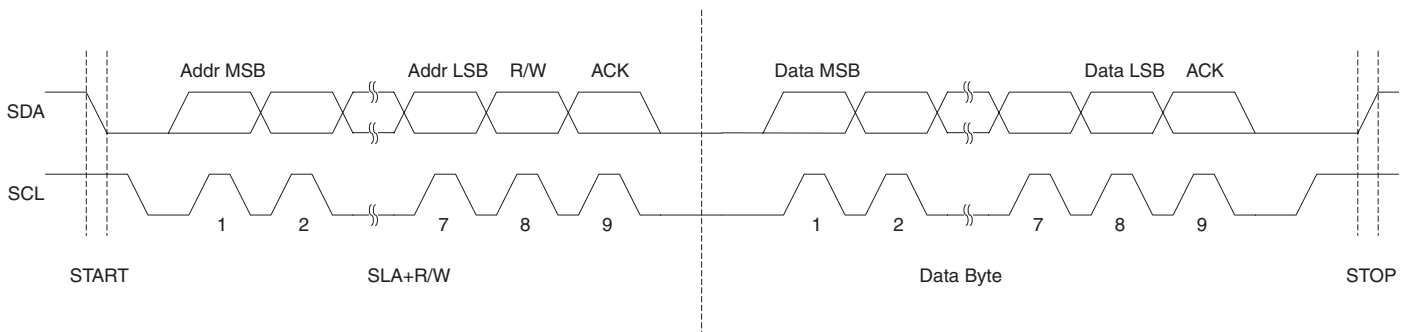 Addr MSB Addr LSB R/W ACK Data MSB Data LSB ACK
SDA
SCL
1 2 7 8 9 1 2 7 8 9
START SLA+R/W Data Byte STOP